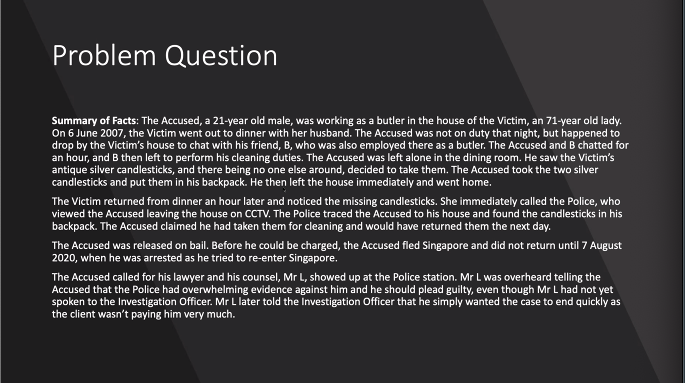 Problem Question
Summary of Facts: The Accused, a 21-year old male, was working as a butler in the house of the Victim, an 71-year old lady.
On 6 June 2007, the Victim went out to dinner with her husband. The Accused was not on duty that night, but happened to
drop by the Victim's house to chat with his friend, B, who was also employed there as a butler. The Accused and B chatted for
an hour, and B then left to perform his cleaning duties. The Accused was left alone in the dining room. He saw the Victim's
antique silver candlesticks, and there being no one else around, decided to take them. The Accused took the two silver
candlesticks and put them in his backpack. He then left the house immediately and went home.
The Victim returned from dinner an hour later and noticed the missing candlesticks. She immediately called the Police, who
viewed the Accused leaving the house on CCTV. The Police traced the Accused to his house and found the candlesticks in his
backpack. The Accused claimed he had taken them for cleaning and would have returned them the next day.
The Accused was released on bail. Before he could be charged, the Accused fled Singapore and did not return until 7 August
2020, when he was arrested as he tried to re-enter Singapore.
The Accused called for his lawyer and his counsel, Mr L, showed up at the Police station. Mr L was overheard telling the
Accused that the Police had overwhelming evidence against him and he should plead guilty, even though Mr L had not yet
spoken to the Investigation Officer. Mr L later told the Investigation Officer that he simply wanted the case to end quickly as
the client wasn't paying him very much.